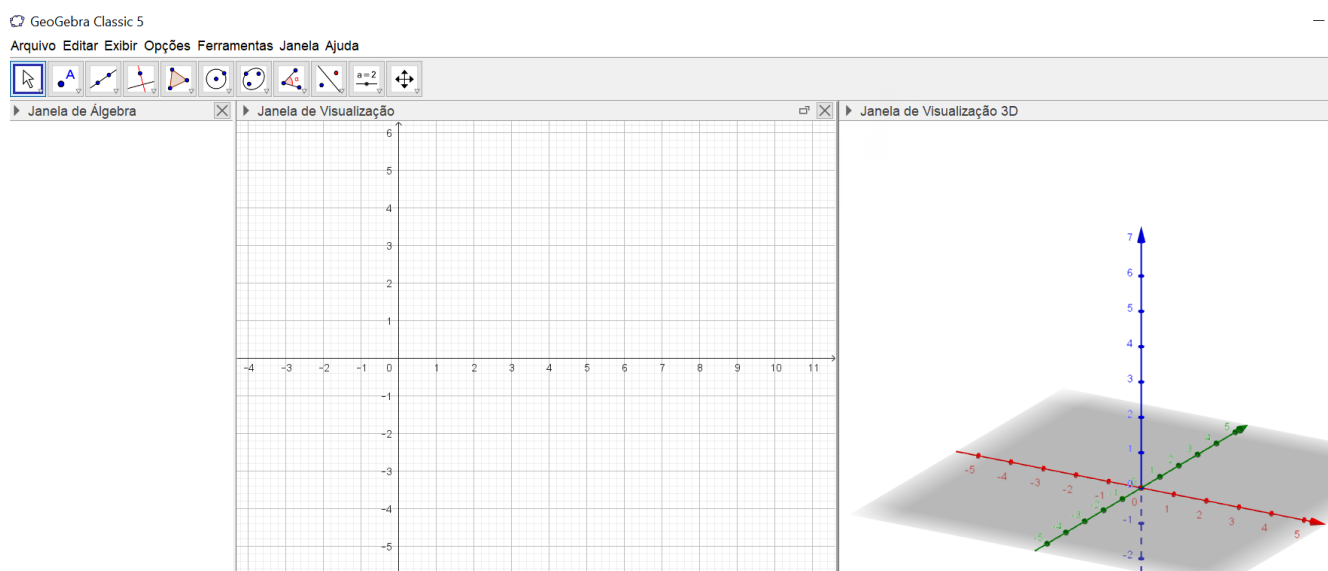 GeoGebra Classic 5
Arquivo Editar Exibir Opções Ferramentas Janela Ajuda
A α a=2
Janela de Álgebra
Janela de Visualização
6
5
4
3
2
1
-4 -3 -2 -1 0 1 2 3 4 5 6 7 8 9 10 11
-1
-2
-3
-4
-5
Janela de Visualização 3D
7
6
5
4
3
2
1
0
-1
-2
-5 -4 -3 -2 -1 0 1 2 3 4 5